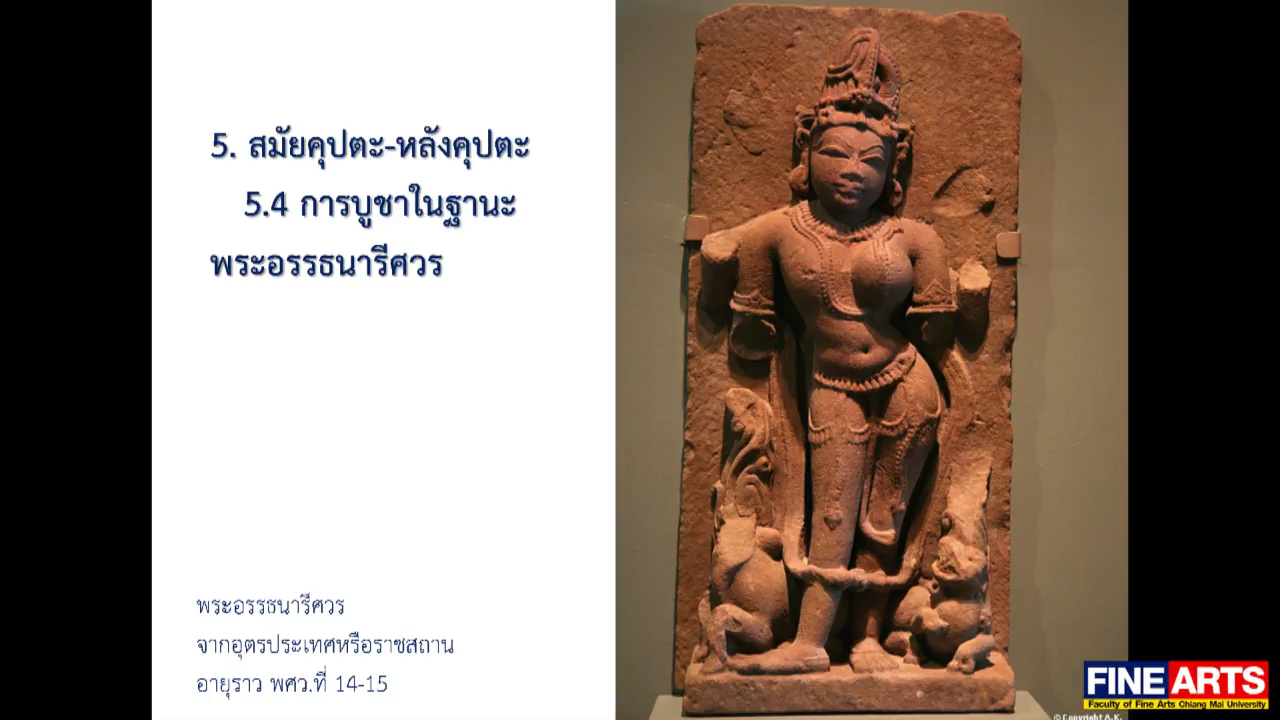 5. สมัยคุปตะ-หลังคุปตะ
5.4 การบูชาในฐานะ
พระอรรธนารีศวร
พระอรรธนารีศวร
จากอุตรประเทศหรือราชสถาน
อายุราว พศว.ที่ 14-15
FINE ARTS
Faculty of Fine Arts Chiang Mai University
© Copyright A.K.